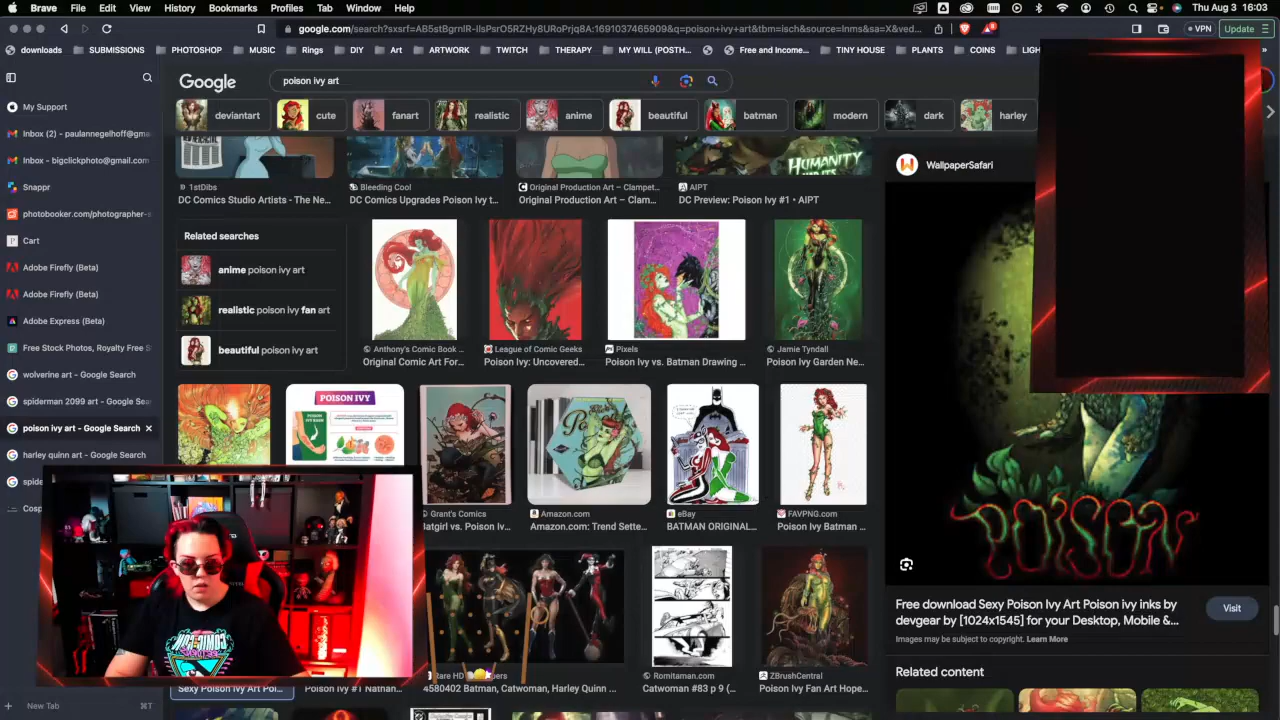 Brave File Edit View History Bookmarks Profiles Tab Window Help
Thu Aug 3 16:03
google.com/search?sxsrf=AB5stBgrnlR-IlsPsrO5RZHyBURoPrjq8A:1691037465909&q=poison+ivy+art&tbm=isch&source=lnms&sa=X&ved...
VPN
Update
downloads SUBMISSIONS PHOTOSHOP MUSIC Rings DIY Art ARTWORK TWITCH THERAPY MY WILL (POSTH... Free and Income... TINY HOUSE PLANTS COINS LIGH
My Support
Inbox (2) - paulannegelhoff@gma
Inbox - bigclickphoto@gmail.com
Snappr
photobooker.com/photographer-s
Cart
Adobe Firefly (Beta)
Adobe Firefly (Beta)
Adobe Express (Beta)
Free Stock Photos, Royalty Free S
wolverine art - Google Search
spiderman 2099 art - Google Sea
poison ivy art - Google Search
harley quinn art - Google Search
spide
Cosp
New Tab
⌘T
Google
poison ivy art
deviantart
cute
fanart
realistic
anime
beautiful
batman
modern
dark
harley
HUMANITY
1stDibs
DC Comics Studio Artists - The Ne...
Bleeding Cool
DC Comics Upgrades Poison Ivy t...
Original Production Art – Clampet...
Original Production Art – Clam...
AIPT
DC Preview: Poison Ivy #1 • AIPT
Related searches
anime poison ivy art
realistic poison ivy fan art
beautiful poison ivy art
Anthony's Comic Book ...
Original Comic Art For...
League of Comic Geeks
Poison Ivy: Uncovered...
Pixels
Poison Ivy vs. Batman Drawing ...
Jamie Tyndall
Poison Ivy Garden Ne...
POISON IVY
Grant's Comics
Batgirl vs. Poison Iv...
Amazon.com
Amazon.com: Trend Sette...
eBay
BATMAN ORIGINAL...
FAVPNG.com
Poison Ivy Batman ...
4580402 Batman, Catwoman, Harley Quinn ...
Romitaman.com
Catwoman #83 p 9 (...
ZBrushCentral
Poison Ivy Fan Art Hope...
Sexy Poison Ivy Art Poi...
Poison Ivy #1 Nathan...
WallpaperSafari
POISON
Free download Sexy Poison Ivy Art Poison ivy inks by
devgear by [1024x1545] for your Desktop, Mobile &...
Visit
Images may be subject to copyright. Learn More
Related content